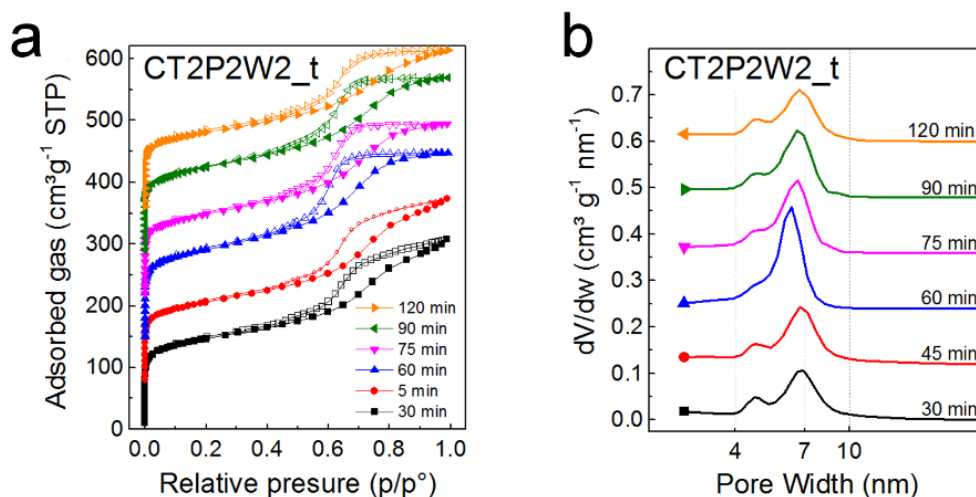 a
CT2P2W2_t
600
500
400
300
200
100
0
0.0 0.2 0.4 0.6 0.8 1.0
Adsorbed gas (cm³g⁻¹ STP)
Relative presure (p/p°)
120 min
90 min
75 min
60 min
5 min
30 min
b
CT2P2W2_t
0.7
0.6
0.5
0.4
0.3
0.2
0.1
0.0
4 7 10
dV/dw (cm³ g⁻¹ nm⁻¹)
Pore Width (nm)
120 min
90 min
75 min
60 min
45 min
30 min